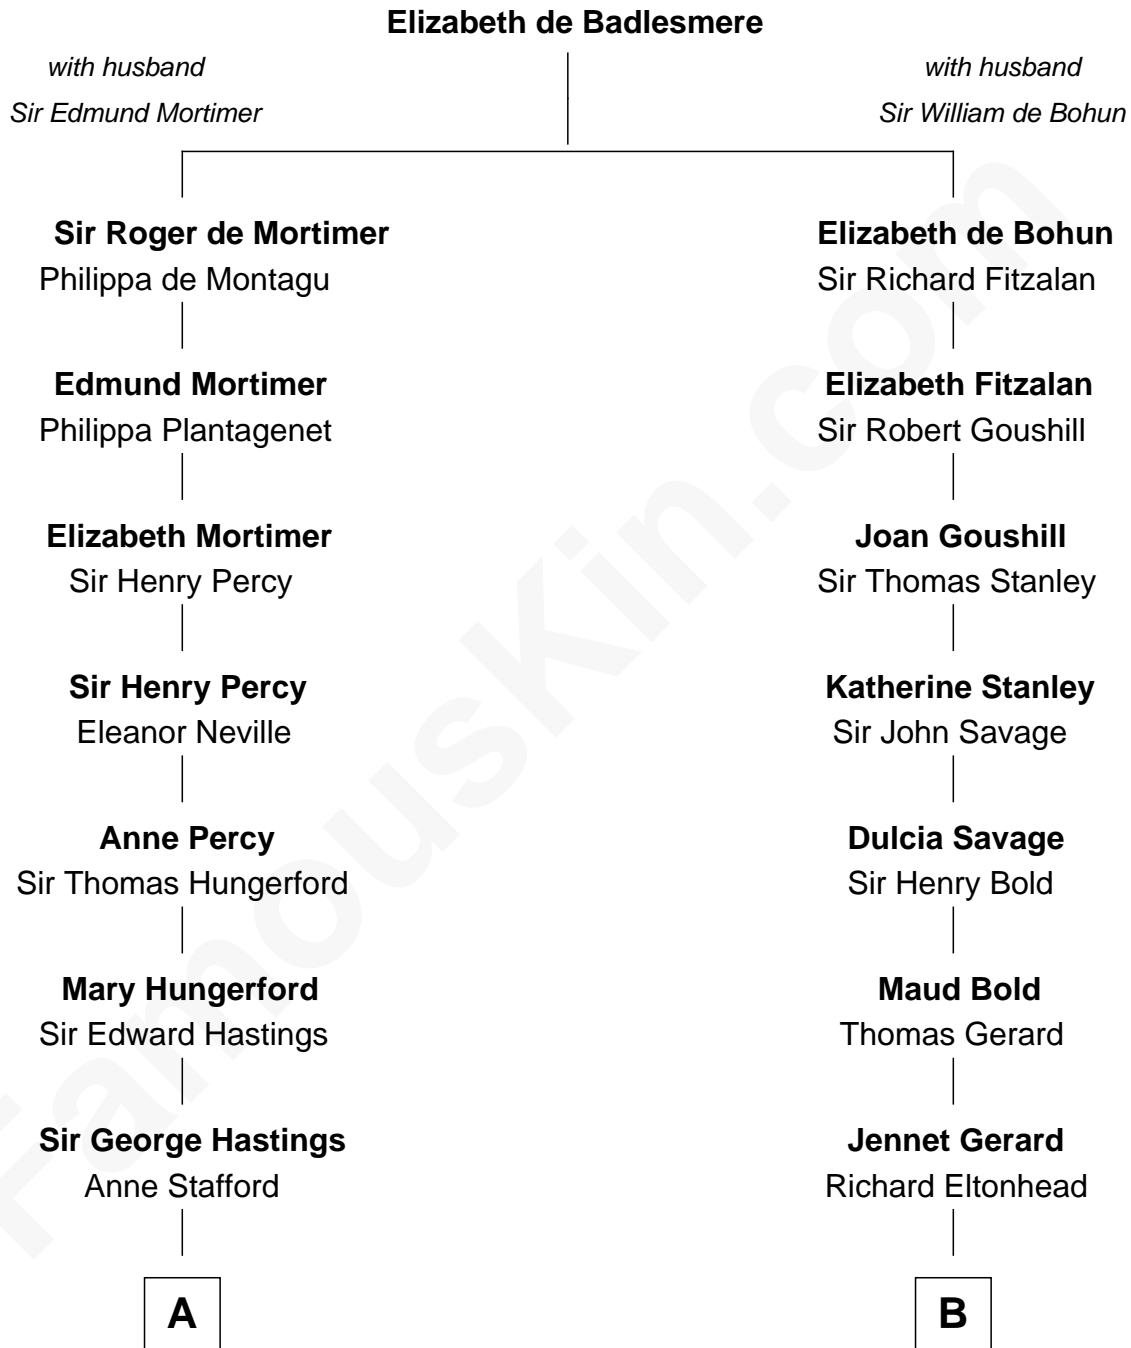 Elizabeth de Badlesmere
with husband
Sir Edmund Mortimer
with husband
Sir William de Bohun
Sir Roger de Mortimer
Philippa de Montagu
Elizabeth de Bohun
Sir Richard Fitzalan
Edmund Mortimer
Philippa Plantagenet
Elizabeth Fitzalan
Sir Robert Goushill
Elizabeth Mortimer
Sir Henry Percy
Joan Goushill
Sir Thomas Stanley
Sir Henry Percy
Eleanor Neville
Katherine Stanley
Sir John Savage
Anne Percy
Sir Thomas Hungerford
Dulcia Savage
Sir Henry Bold
Mary Hungerford
Sir Edward Hastings
Maud Bold
Thomas Gerard
Sir George Hastings
Anne Stafford
Jennet Gerard
Richard Eltonhead
A
B
FamousKin.com